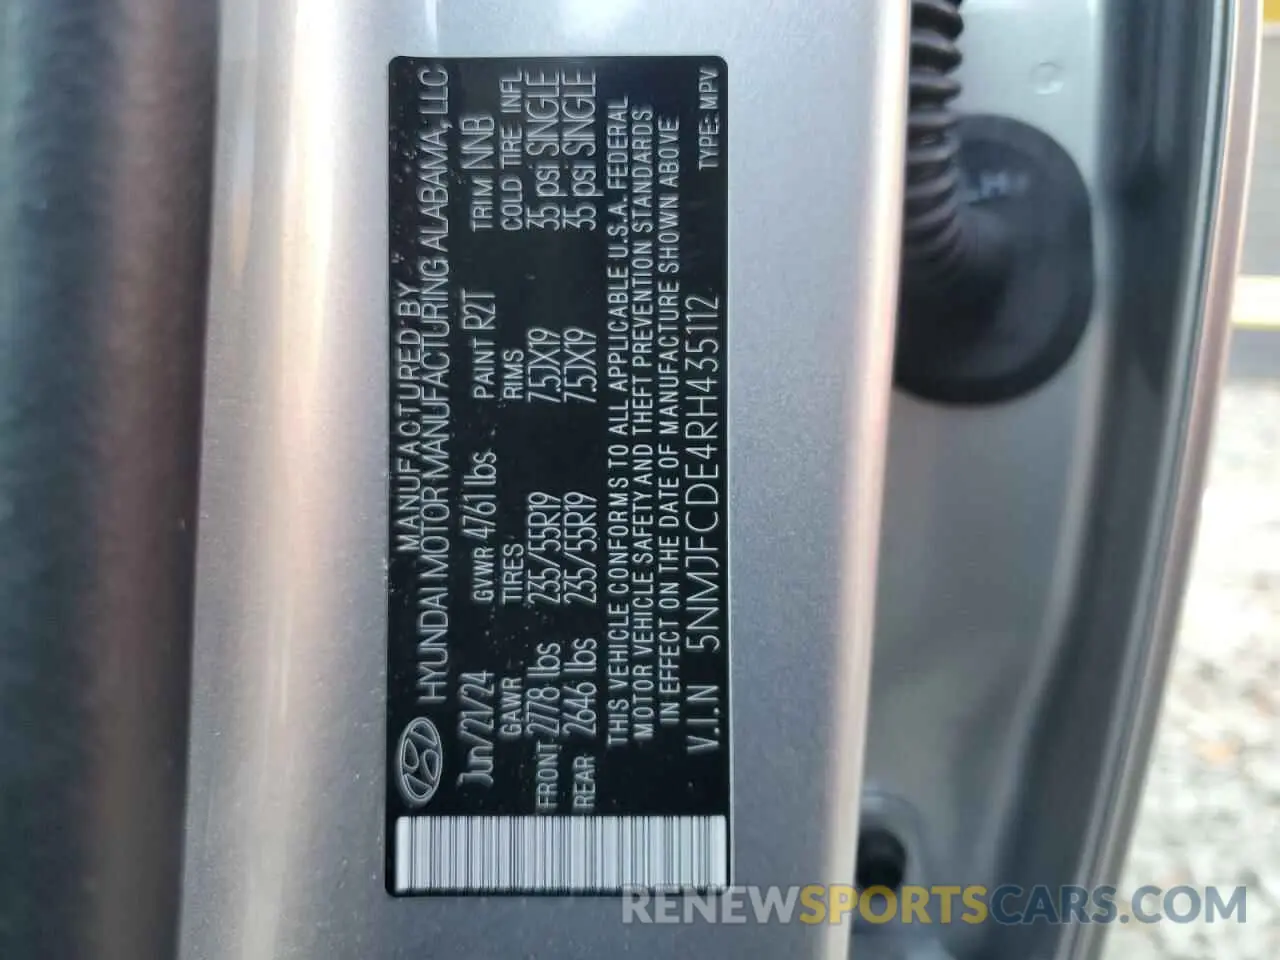 MANUFACTURED BY
HYUNDAI MOTOR MANUFACTURING ALABAMA, LLC
Jun/21/24 GVWR 4761 lbs PAINT R2T TRIM NNB
GAWR TIRES RIMS COLD TIRE INFL
FRONT 2778 lbs 235/55R19 7.5JX19 35 psi SINGLE
REAR 2646 lbs 235/55R19 7.5JX19 35 psi SINGLE
THIS VEHICLE CONFORMS TO ALL APPLICABLE U.S.A. FEDERAL
MOTOR VEHICLE SAFETY AND THEFT PREVENTION STANDARDS
IN EFFECT ON THE DATE OF MANUFACTURE SHOWN ABOVE
V.I.N 5NMJFCDE4RH435112 TYPE: MPV
RENEWSPORTSCARS.COM